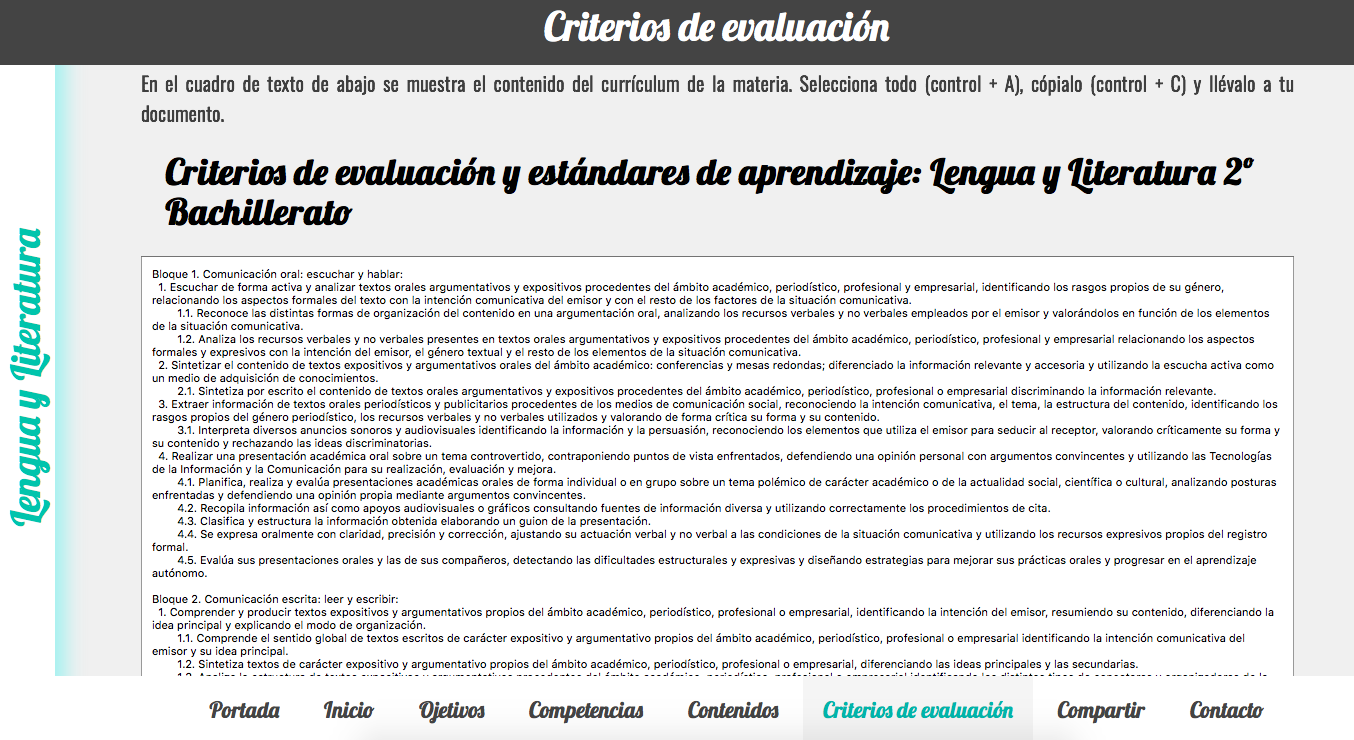 Criterios de evaluación
En el cuadro de texto de abajo se muestra el contenido del currículum de la materia. Selecciona todo (control + A), cópialo (control + C) y llévalo a tu
documento.
Criterios de evaluación y estándares de aprendizaje: Lengua y Literatura 2º
Bachillerato
Lengua y Literatura
Bloque 1. Comunicación oral: escuchar y hablar:
1. Escuchar de forma activa y analizar textos orales argumentativos y expositivos procedentes del ámbito académico, periodístico, profesional y empresarial, identificando los rasgos propios de su género,
relacionando los aspectos formales del texto con la intención comunicativa del emisor y con el resto de los factores de la situación comunicativa.
1.1. Reconoce las distintas formas de organización del contenido en una argumentación oral, analizando los recursos verbales y no verbales empleados por el emisor y valorándolos en función de los elementos
de la situación comunicativa.
1.2. Analiza los recursos verbales y no verbales presentes en textos orales argumentativos y expositivos procedentes del ámbito académico, periodístico, profesional y empresarial relacionando los aspectos
formales y expresivos con la intención del emisor, el género textual y el resto de los elementos de la situación comunicativa.
2. Sintetizar el contenido de textos expositivos y argumentativos orales del ámbito académico: conferencias y mesas redondas; diferenciado la información relevante y accesoria y utilizando la escucha activa como
un medio de adquisición de conocimientos.
2.1. Sintetiza por escrito el contenido de textos orales argumentativos y expositivos procedentes del ámbito académico, periodístico, profesional o empresarial discriminando la información relevante.
3. Extraer información de textos orales periodísticos y publicitarios procedentes de los medios de comunicación social, reconociendo la intención comunicativa, el tema, la estructura del contenido, identificando los
rasgos propios del género periodístico, los recursos verbales y no verbales utilizados y valorando de forma crítica su forma y su contenido.
3.1. Interpreta diversos anuncios sonoros y audiovisuales identificando la información y la persuasión, reconociendo los elementos que utiliza el emisor para seducir al receptor, valorando críticamente su forma y
su contenido y rechazando las ideas discriminatorias.
4. Realizar una presentación académica oral sobre un tema controvertido, contraponiendo puntos de vista enfrentados, defendiendo una opinión personal con argumentos convincentes y utilizando las Tecnologías
de la Información y la Comunicación para su realización, evaluación y mejora.
4.1. Planifica, realiza y evalúa presentaciones académicas orales de forma individual o en grupo sobre un tema polémico de carácter académico o de la actualidad social, científica o cultural, analizando posturas
enfrentadas y defendiendo una opinión propia mediante argumentos convincentes.
4.2. Recopila información así como apoyos audiovisuales o gráficos consultando fuentes de información diversa y utilizando correctamente los procedimientos de cita.
4.3. Clasifica y estructura la información obtenida elaborando un guion de la presentación.
4.4. Se expresa oralmente con claridad, precisión y corrección, ajustando su actuación verbal y no verbal a las condiciones de la situación comunicativa y utilizando los recursos expresivos propios del registro
formal.
4.5. Evalúa sus presentaciones orales y las de sus compañeros, detectando las dificultades estructurales y expresivas y diseñando estrategias para mejorar sus prácticas orales y progresar en el aprendizaje
autónomo.
Bloque 2. Comunicación escrita: leer y escribir:
1. Comprender y producir textos expositivos y argumentativos propios del ámbito académico, periodístico, profesional o empresarial, identificando la intención del emisor, resumiendo su contenido, diferenciando la
idea principal y explicando el modo de organización.
1.1. Comprende el sentido global de textos escritos de carácter expositivo y argumentativo propios del ámbito académico, periodístico, profesional o empresarial identificando la intención comunicativa del
emisor y su idea principal.
1.2. Sintetiza textos de carácter expositivo y argumentativo propios del ámbito académico, periodístico, profesional o empresarial, diferenciando las ideas principales y las secundarias.
Portada Inicio Ojetivos Competencias Contenidos Criterios de evaluación Compartir Contacto